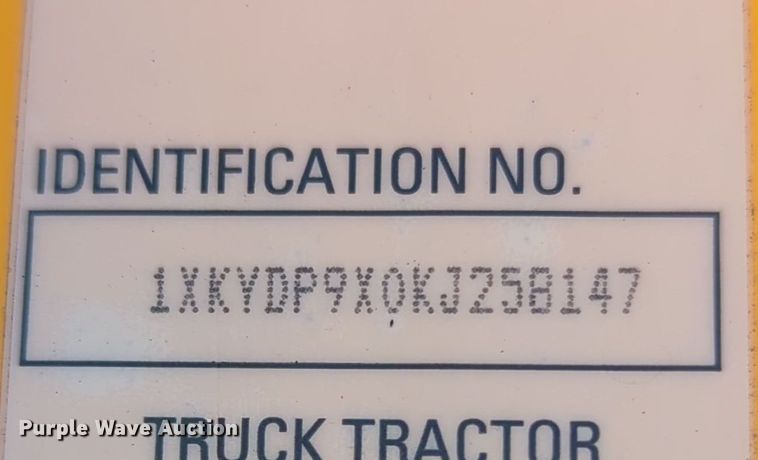 IDENTIFICATION NO.
1XKYDP9X0KJ258147
TRUCK TRACTOR
Purple Wave Auction